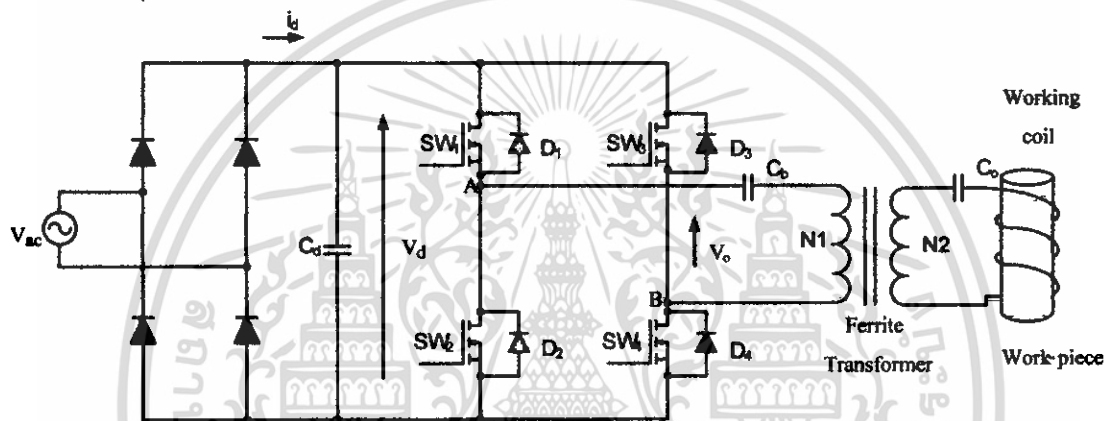 i_d
Working
coil
SW₁
D₁
SW₃
D₃
A
C_b
C_o
V_ac
C_d
V_d
V_o
N1
N2
B
SW₂
D₂
SW₄
D₄
Ferrite
Transformer
Work-piece